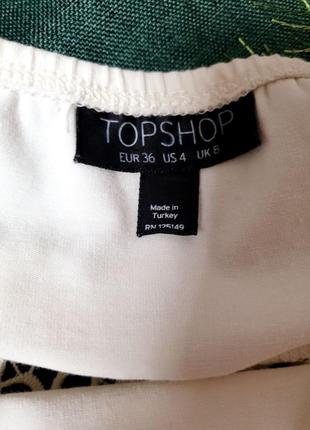 TOPSHOP
EUR 36 US 4 UK 8
Made in
Turkey
RN 125149